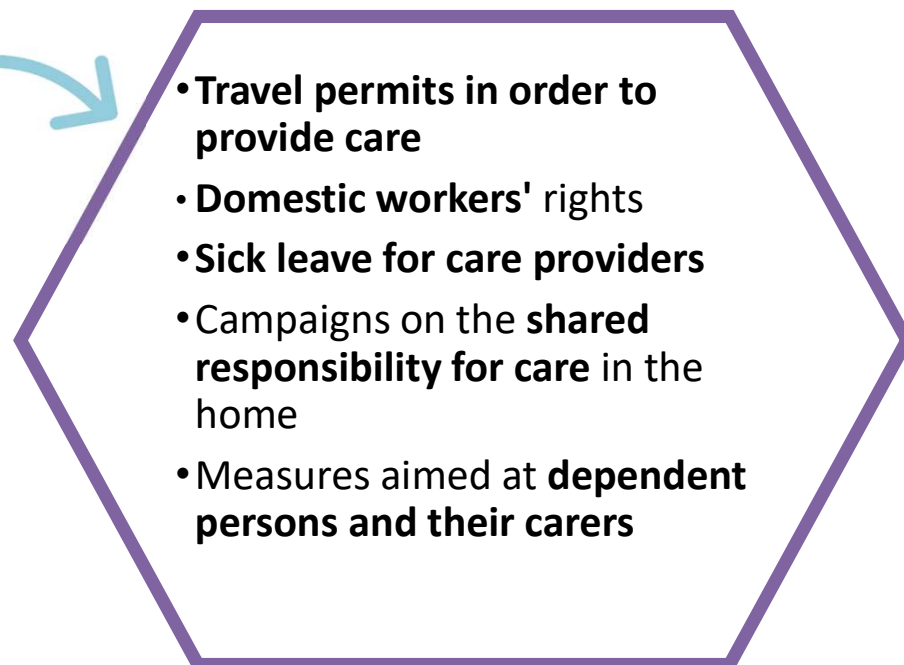 •Travel permits in order to
provide care
• Domestic workers' rights
•Sick leave for care providers
•Campaigns on the shared
responsibility for care in the
home
•Measures aimed at dependent
persons and their carers